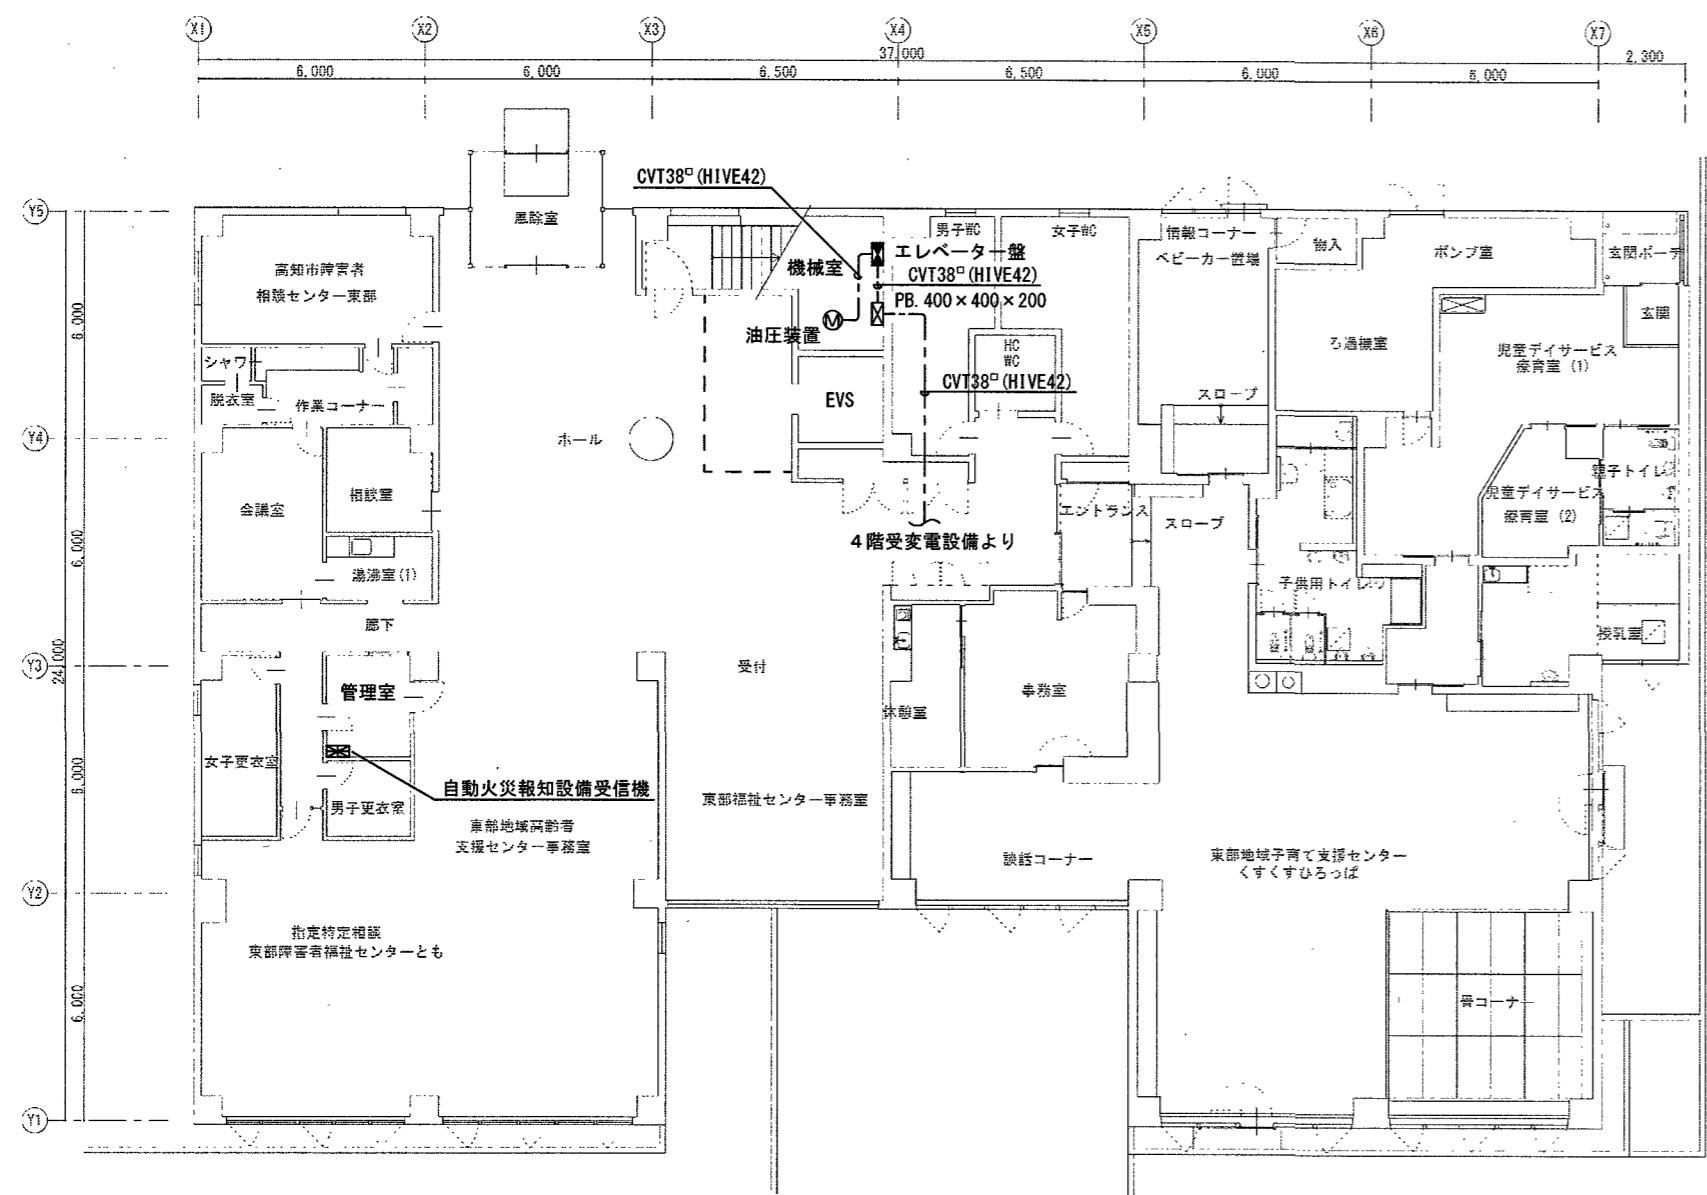 X1
X2
X3
X4
X5
X6
X7
37,000
6,000
6,000
6,500
6,500
6,000
6,000
2,300
CVT38□(HIVE42)
Y5
風除室
男子WC
女子WC
情報コーナー
ベビーカー置場
物入
ポンプ室
玄関ポーチ
高知市障害者
相談センター東部
機械室
エレベーター盤
CVT38□(HIVE42)
PB. 400×400×200
玄関
6,000
M
油圧装置
HC
WC
ろ過機室
児童デイサービス
療育室 (1)
シャワー
脱衣室
作業コーナー
EVS
CVT38□(HIVE42)
スロープ
Y4
ホール
親子トイレ
相談室
会議室
児童デイサービス
療育室 (2)
エントランス
スロープ
4階受変電設備より
6,000
湯沸室(1)
子供用トイレ
廊下
授乳室
Y3
24,000
受付
管理室
事務室
休憩室
女子更衣室
6,000
自動火災報知設備受信機
男子更衣室
東部福祉センター事務室
東部地域高齢者
支援センター事務室
談話コーナー
東部地域子育て支援センター
くすくすひろっぱ
Y2
指定特定相談
東部障害者福祉センターとも
6,000
畳コーナー
Y1